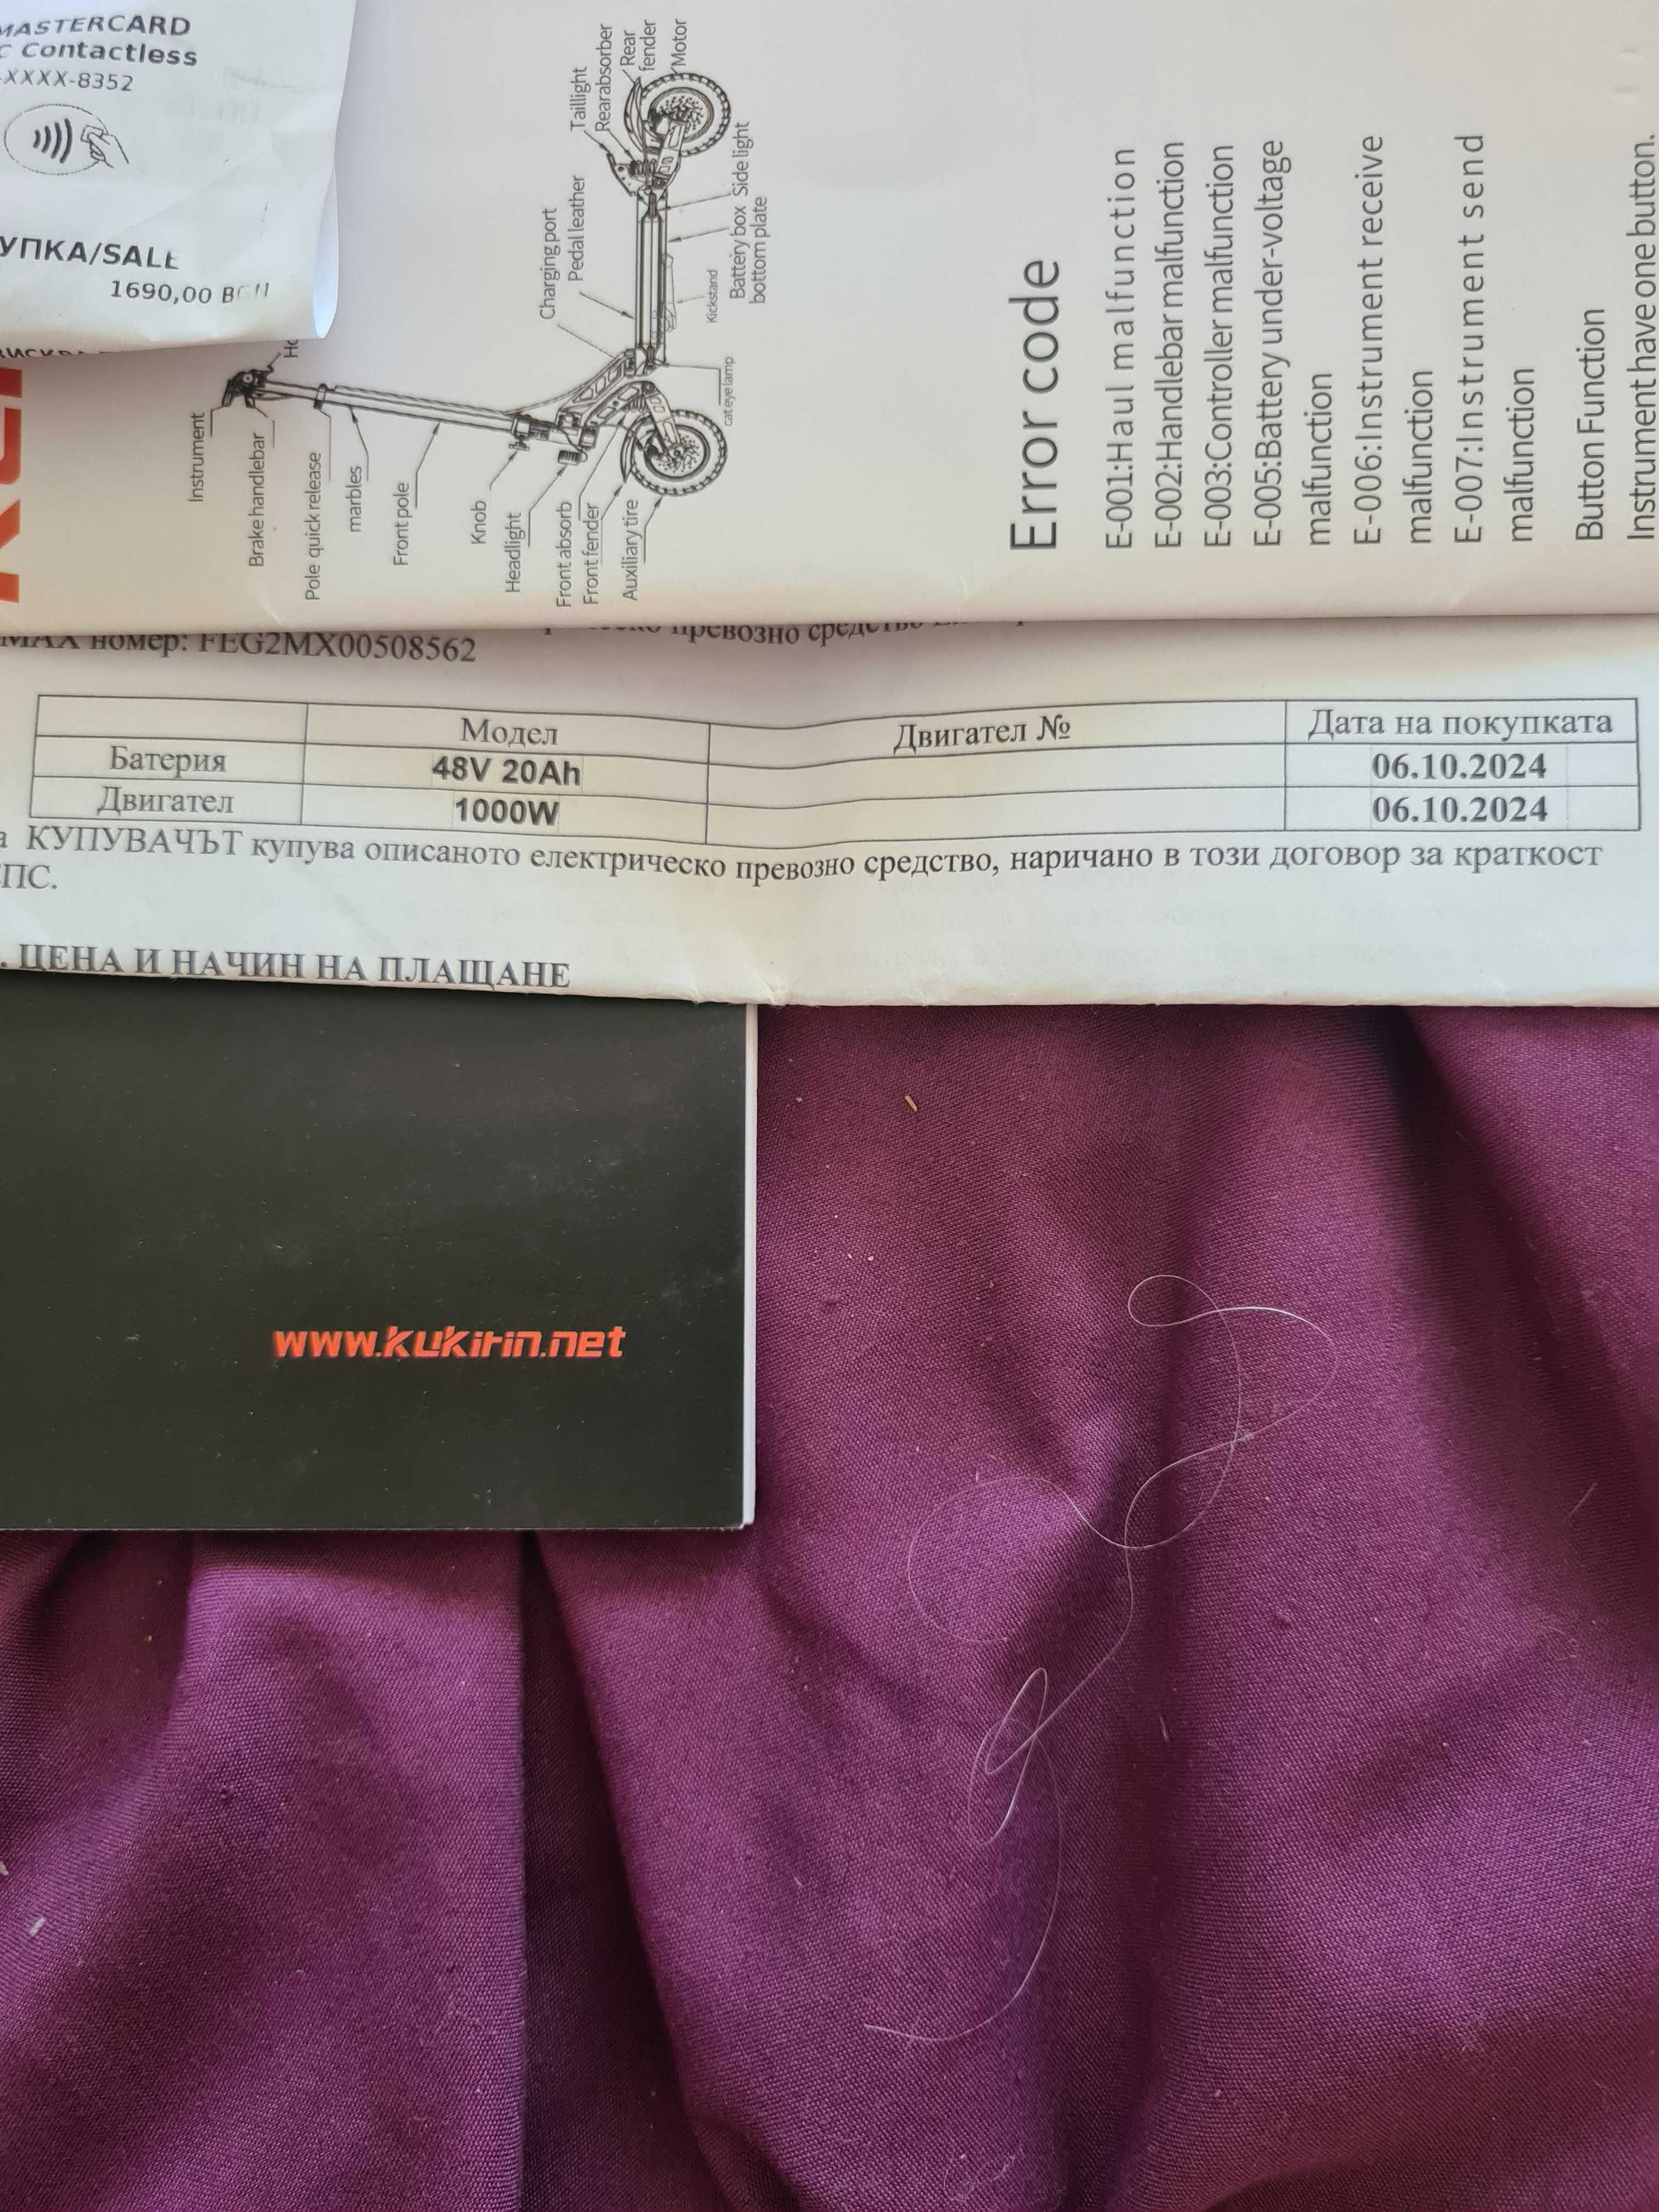 MASTERCARD
Contactless
-XXXX-8352
1690,00
Instrument
Brake handlebar
Pole quick release
marbles
Front pole
Knob
Headlight
Front absorb
Front fender
Auxiliary tire
Charging port
Pedal leather
Taillight
Rearabsorber
Rear
fender
Motor
Side light
Battery box
bottom plate
Kickstand
cat eye lamp
Error code
E-001:Haul malfunction
E-002:Handlebar malfunction
E-003:Controller malfunction
E-005:Battery under-voltage
malfunction
E-006:Instrument receive
malfunction
E-007:Instrument send
malfunction
Button Function
Instrument have one button.
превозно средство
MAX номер: FEG2MX00508562
Модел Двигател № Дата на покупката
Батерия 48V 20Ah 06.10.2024
Двигател 1000W 06.10.2024
КУПУВАЧЪТ купува описаното електрическо превозно средство, наричано в този договор за краткост
ПС.
. ЦЕНА И НАЧИН НА ПЛАЩАНЕ
www.kukirin.net